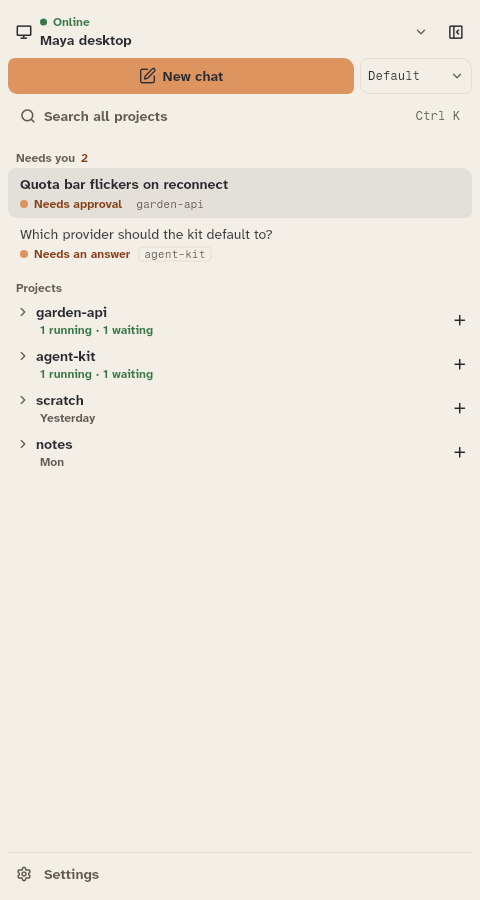 Online
Maya desktop
New chat
Default
Search all projects
Ctrl K
Needs you 2
Quota bar flickers on reconnect
Needs approval garden-api
Which provider should the kit default to?
Needs an answer agent-kit
Projects
garden-api
1 running · 1 waiting
agent-kit
1 running · 1 waiting
scratch
Yesterday
notes
Mon
Settings